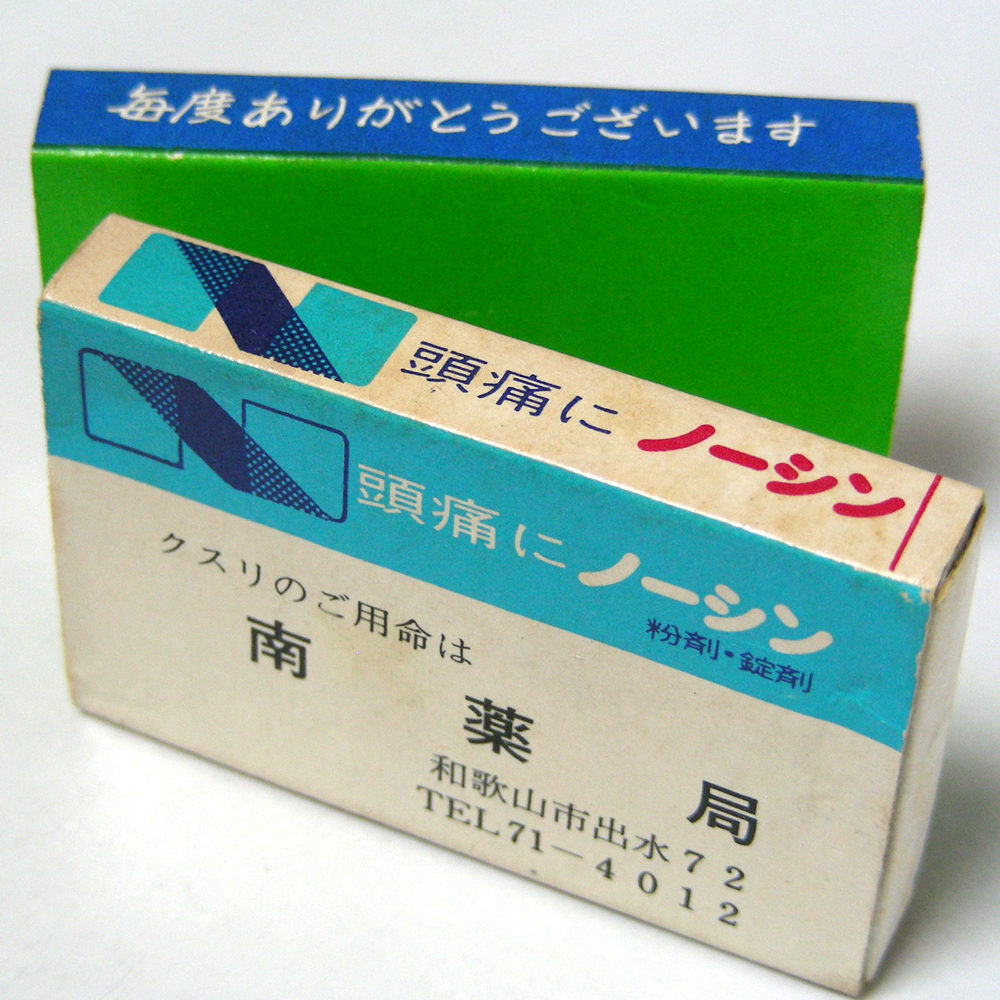 毎度ありがとうございます
頭痛に ノーシン
頭痛に ノーシン
粉剤・錠剤
クスリのご用命は
南薬局
和歌山市出水72
TEL71－4012